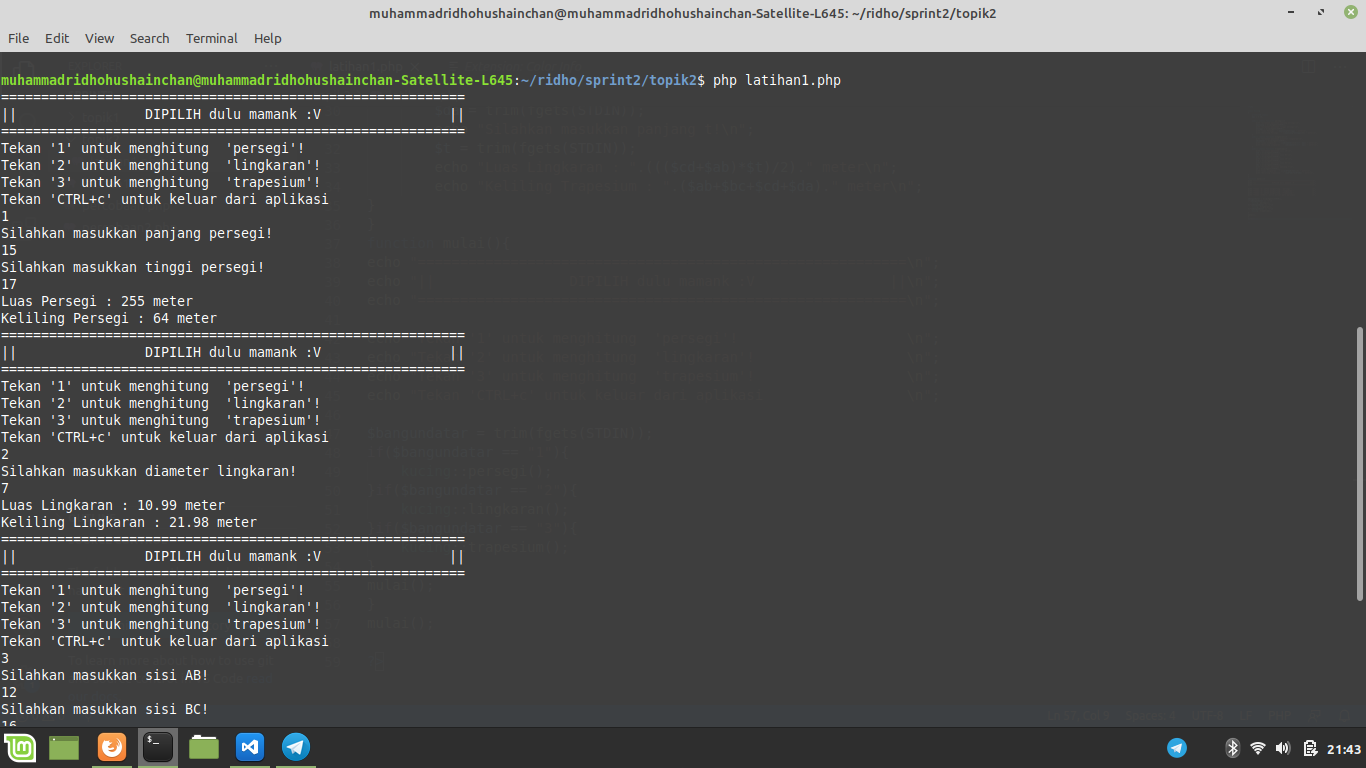 muhammadridhohushainchan@muhammadridhohushainchan-Satellite-L645: ~/ridho/sprint2/topik2
File Edit View Search Terminal Help
muhammadridhohushainchan@muhammadridhohushainchan-Satellite-L645:~/ridho/sprint2/topik2$ php latihan1.php
==========================================================
||                DIPILIH dulu mamank :V                ||
==========================================================
Tekan '1' untuk menghitung  'persegi'!
Tekan '2' untuk menghitung  'lingkaran'!
Tekan '3' untuk menghitung  'trapesium'!
Tekan 'CTRL+c' untuk keluar dari aplikasi
1
Silahkan masukkan panjang persegi!
15
Silahkan masukkan tinggi persegi!
17
Luas Persegi : 255 meter
Keliling Persegi : 64 meter
==========================================================
||                DIPILIH dulu mamank :V                ||
==========================================================
Tekan '1' untuk menghitung  'persegi'!
Tekan '2' untuk menghitung  'lingkaran'!
Tekan '3' untuk menghitung  'trapesium'!
Tekan 'CTRL+c' untuk keluar dari aplikasi
2
Silahkan masukkan diameter lingkaran!
7
Luas Lingkaran : 10.99 meter
Keliling Lingkaran : 21.98 meter
==========================================================
||                DIPILIH dulu mamank :V                ||
==========================================================
Tekan '1' untuk menghitung  'persegi'!
Tekan '2' untuk menghitung  'lingkaran'!
Tekan '3' untuk menghitung  'trapesium'!
Tekan 'CTRL+c' untuk keluar dari aplikasi
3
Silahkan masukkan sisi AB!
12
Silahkan masukkan sisi BC!
16
21:43